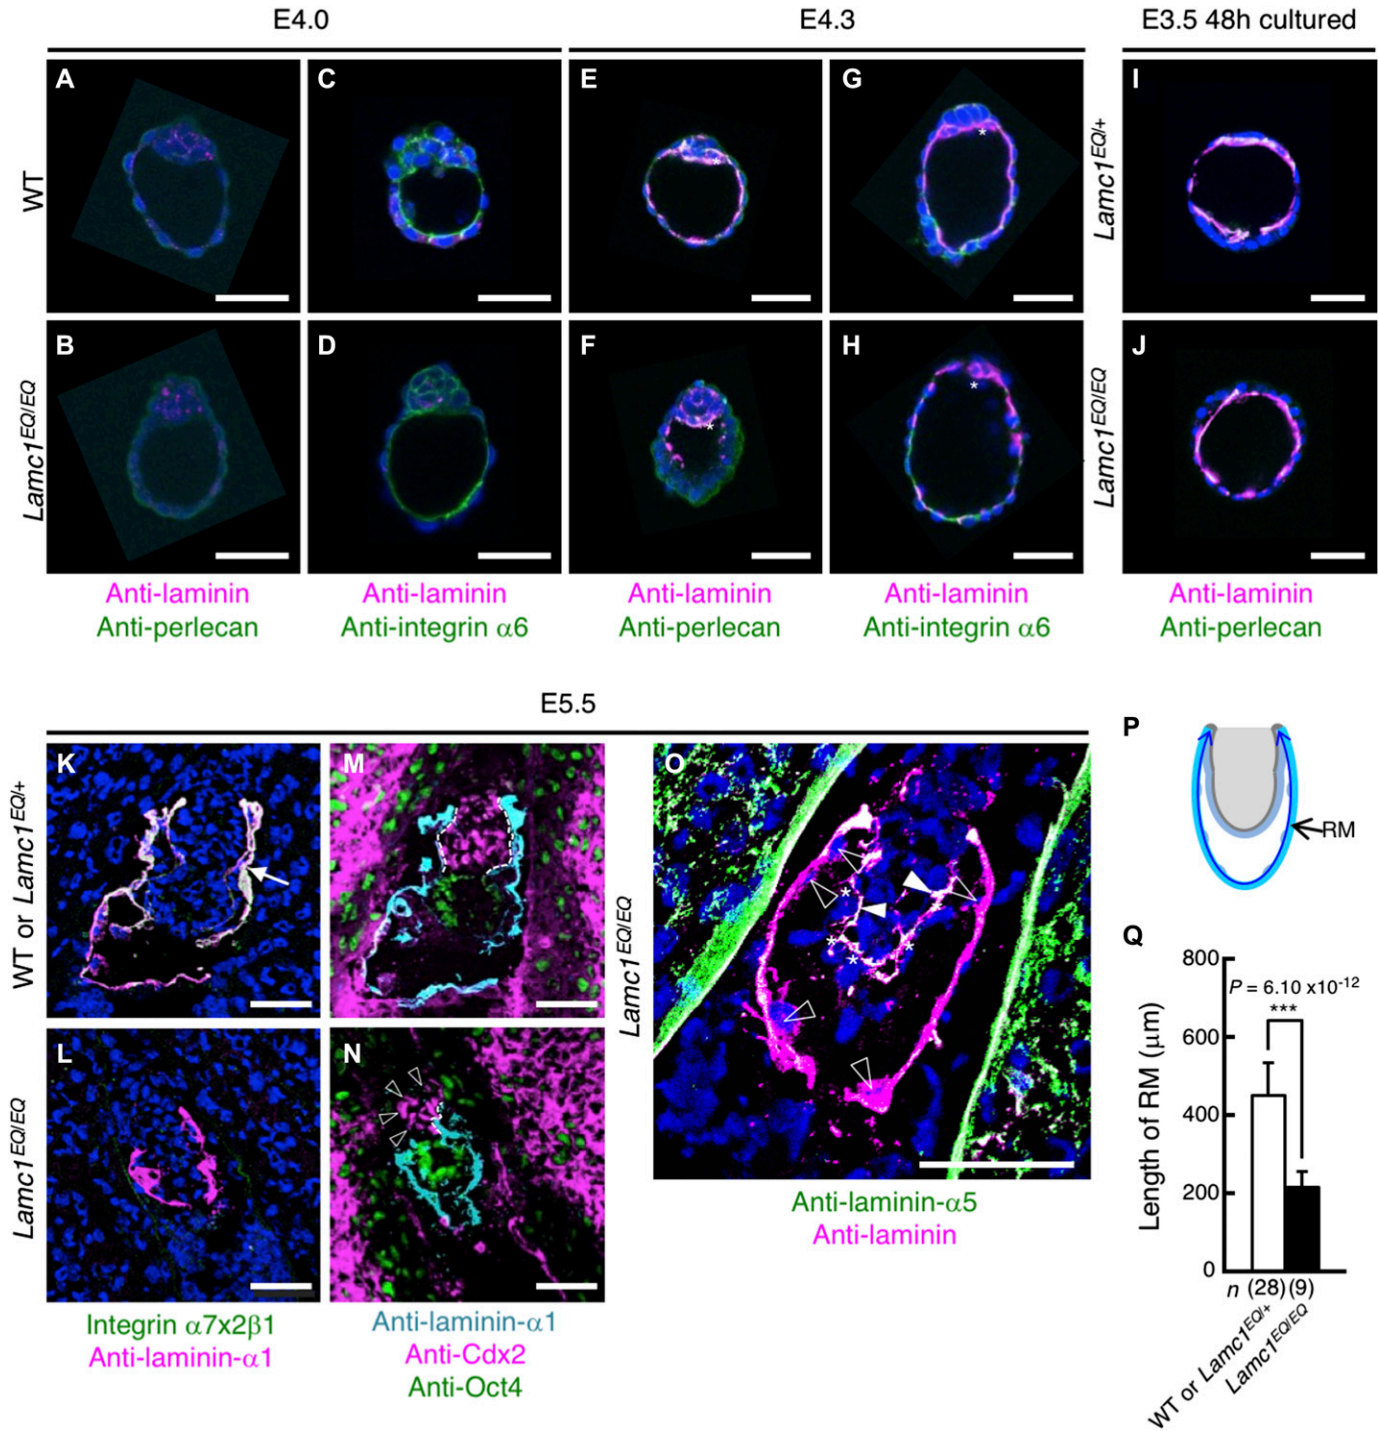 E4.0
E4.3
E3.5 48h cultured
A
C
E
G
I
WT
Lamc1EQ/+
B
D
F
H
J
Lamc1EQ/EQ
Lamc1EQ/EQ
*
*
*
*
Anti-laminin
Anti-perlecan
Anti-laminin
Anti-integrin α6
Anti-laminin
Anti-perlecan
Anti-laminin
Anti-integrin α6
Anti-laminin
Anti-perlecan
E5.5
K
M
O
WT or Lamc1EQ/+
L
N
Lamc1EQ/EQ
Lamc1EQ/EQ
*
*
*
*
*
Integrin α7x2β1
Anti-laminin-α1
Anti-laminin-α1
Anti-Cdx2
Anti-Oct4
Anti-laminin-α5
Anti-laminin
P
RM
Q
P = 6.10 x10-12
***
Length of RM (μm)
800
600
400
200
0
n (28) (9)
WT or Lamc1EQ/+
Lamc1EQ/EQ